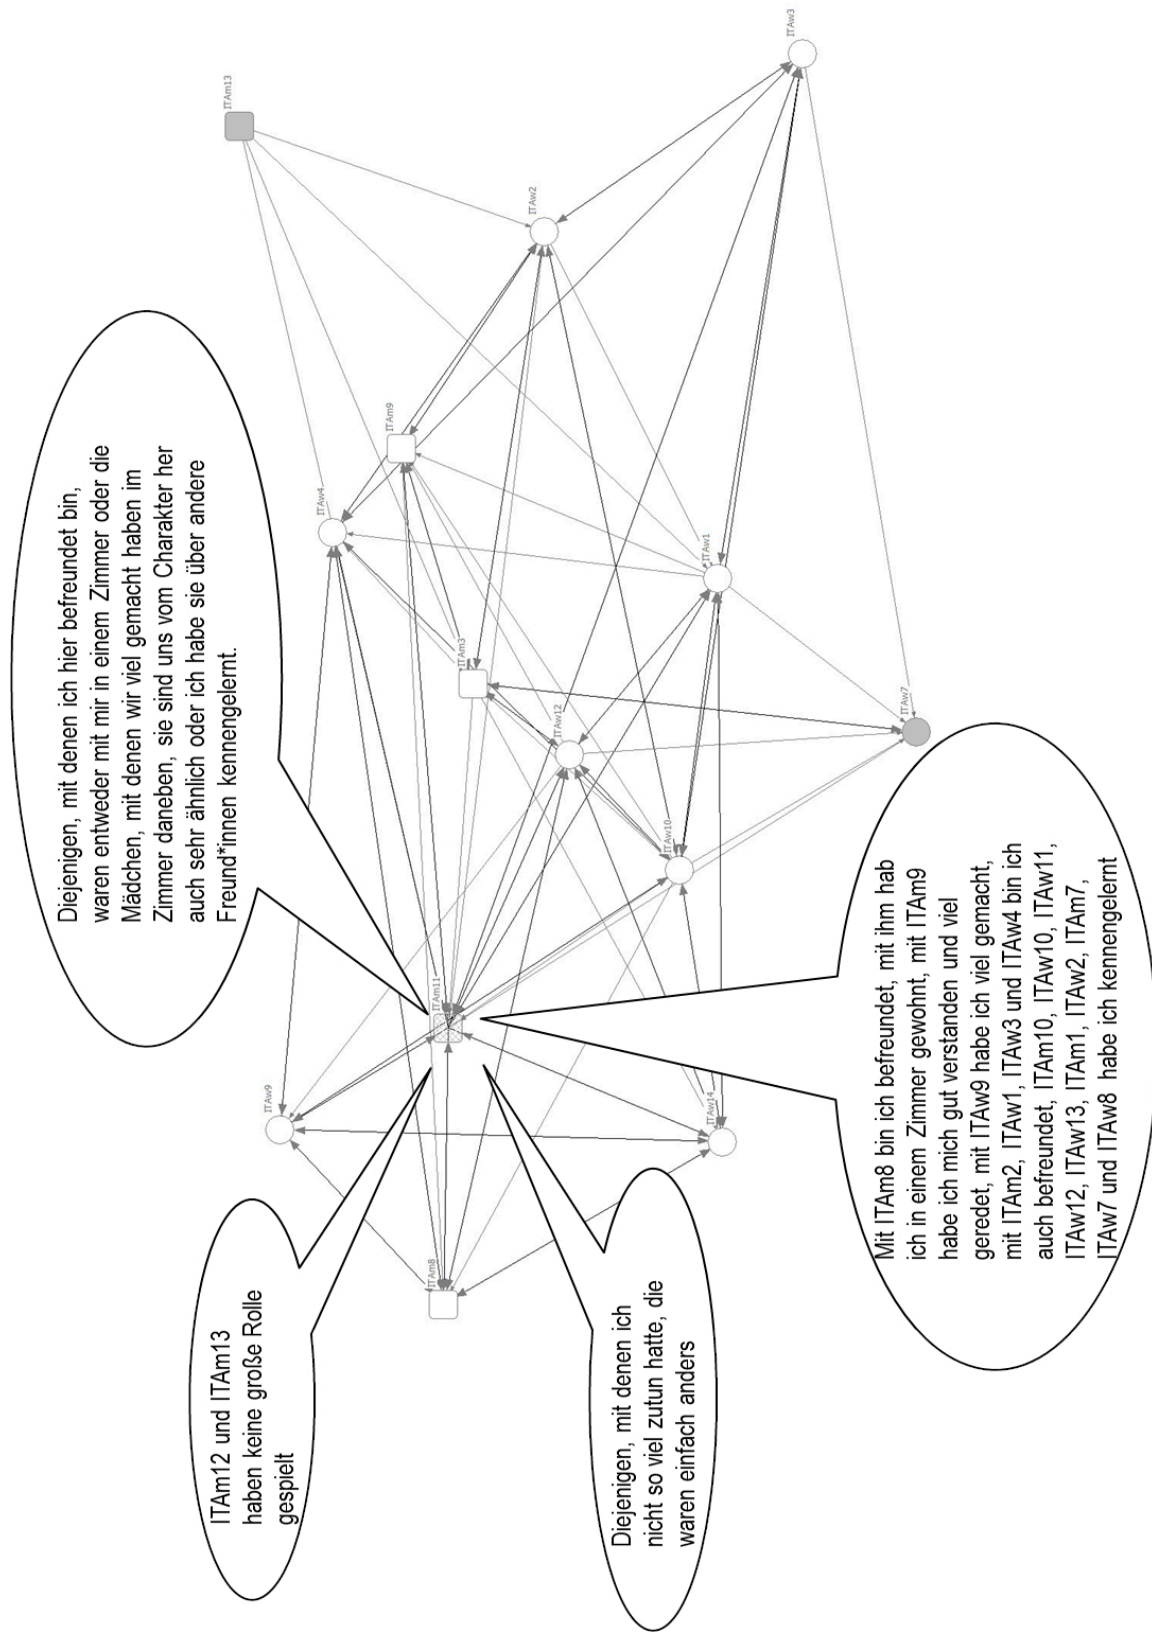 ITAm12 und ITAm13
haben keine große Rolle
gespielt
Diejenigen, mit denen ich hier befreundet bin,
waren entweder mit mir in einem Zimmer oder die
Mädchen, mit denen wir viel gemacht haben im
Zimmer daneben, sie sind uns vom Charakter her
auch sehr ähnlich oder ich habe sie über andere
Freund*innen kennengelernt.
Diejenigen, mit denen ich
nicht so viel zutun hatte, die
waren einfach anders
Mit ITAm8 bin ich befreundet, mit ihm hab
ich in einem Zimmer gewohnt, mit ITAm9
habe ich mich gut verstanden und viel
geredet, mit ITAw9 habe ich viel gemacht,
mit ITAm2, ITAw1, ITAw3 und ITAw4 bin ich
auch befreundet, ITAm10, ITAw10, ITAw11,
ITAw12, ITAw13, ITAm1, ITAw2, ITAm7,
ITAw7 und ITAw8 habe ich kennengelernt
ITAm13
ITAw9
ITAw4
ITAm9
ITAm8
ITAm11
ITAm3
ITAw2
ITAw12
ITAw10
ITAw14
ITAw1
ITAw3
ITAw7